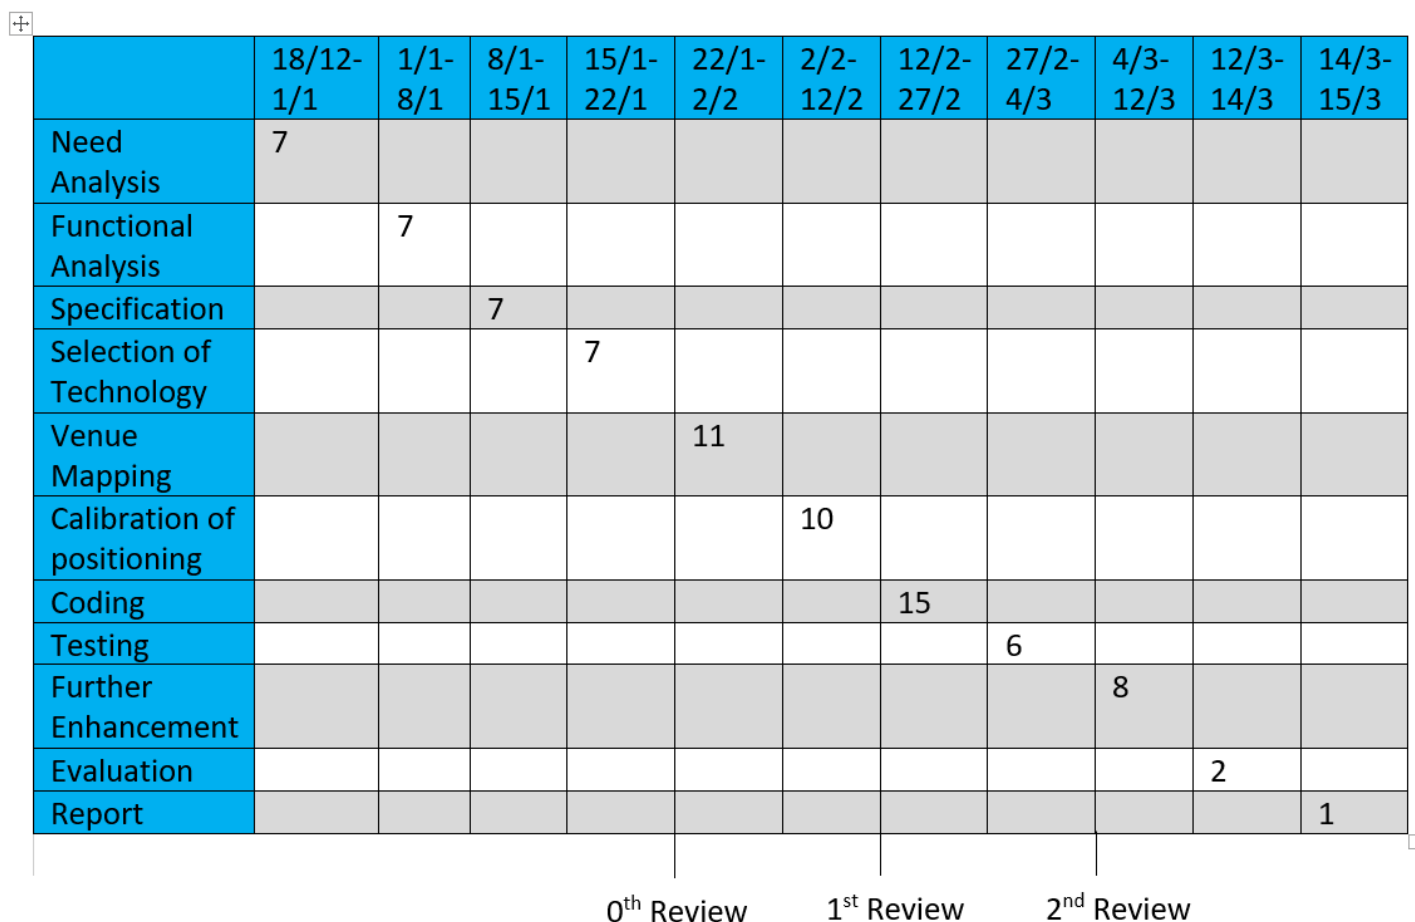 18/12- 1/1- 8/1- 15/1- 22/1- 2/2- 12/2- 27/2- 4/3- 12/3- 14/3-
1/1 8/1 15/1 22/1 2/2 12/2 27/2 4/3 12/3 14/3 15/3
Need 7
Analysis
Functional 7
Analysis
Specification 7
Selection of 7
Technology
Venue 11
Mapping
Calibration of 10
positioning
Coding 15
Testing 6
Further 8
Enhancement
Evaluation 2
Report 1
0th Review 1st Review 2nd Review